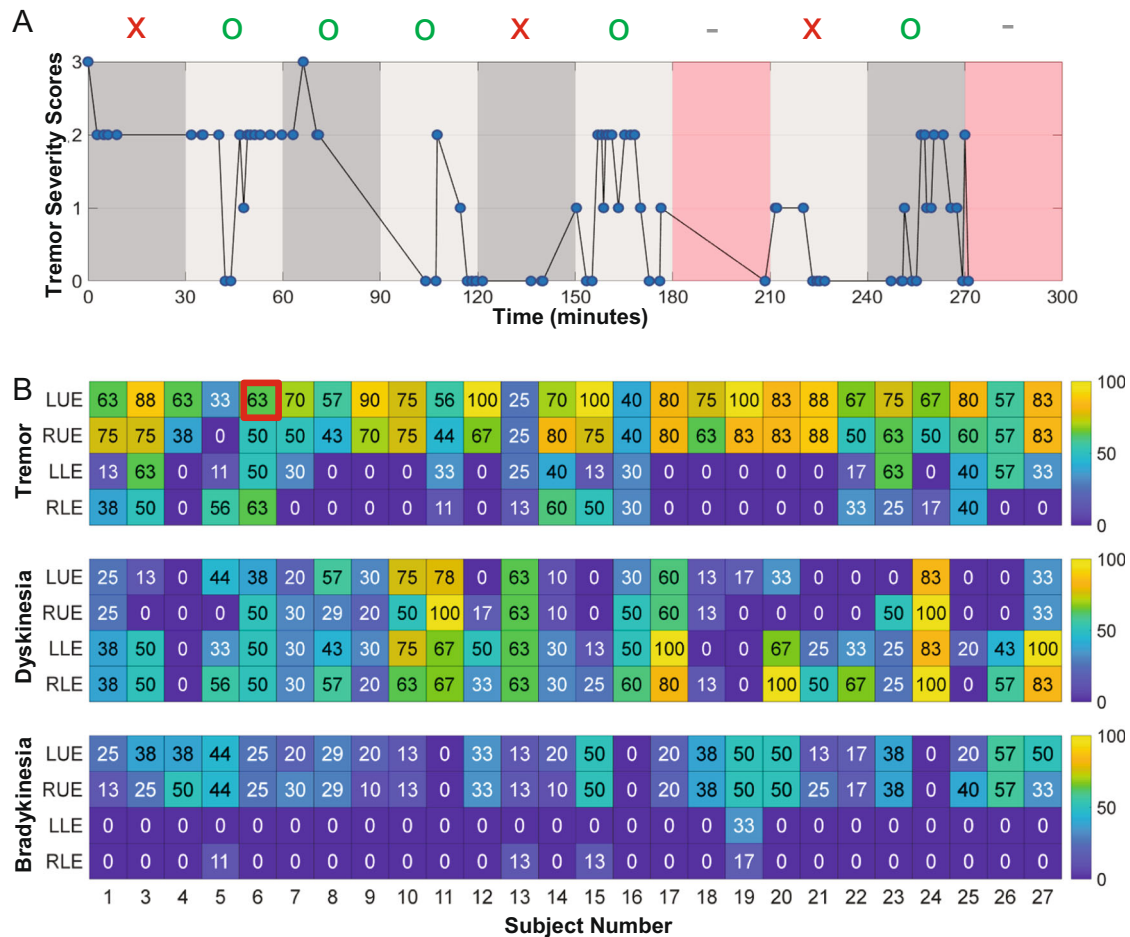 A
X O O O X O - X O -
Tremor Severity Scores
3
2
1
0
0 30 60 90 120 150 180 210 240 270 300
Time (minutes)
B
Tremor
LUE 63 88 63 33 63 70 57 90 75 56 100 25 70 100 40 80 75 100 83 88 67 75 67 80 57 83
RUE 75 75 38 0 50 50 43 70 75 44 67 25 80 75 40 80 63 83 83 88 50 63 50 60 57 83
LLE 13 63 0 11 50 30 0 0 0 33 0 25 40 13 30 0 0 0 0 0 17 63 0 40 57 33
RLE 38 50 0 56 63 0 0 0 0 11 0 13 60 50 30 0 0 0 0 0 33 25 17 40 0 0
100
50
0
Dyskinesia
LUE 25 13 0 44 38 20 57 30 75 78 0 63 10 0 30 60 13 17 33 0 0 0 83 0 0 33
RUE 25 0 0 0 50 30 29 20 50 100 17 63 10 0 50 60 13 0 0 0 0 50 100 0 0 33
LLE 38 50 0 33 50 30 43 30 75 67 50 63 30 13 50 100 0 0 67 25 33 25 83 20 43 100
RLE 38 50 0 56 50 30 57 20 63 67 33 63 30 25 60 80 13 0 100 50 67 25 100 0 57 83
100
50
0
Bradykinesia
LUE 25 38 38 44 25 20 29 20 13 0 33 13 20 50 0 20 38 50 50 13 17 38 0 20 57 50
RUE 13 25 50 44 25 30 29 10 13 0 33 13 10 50 0 20 38 50 50 25 17 38 0 40 57 33
LLE 0 0 0 0 0 0 0 0 0 0 0 0 0 0 0 0 0 33 0 0 0 0 0 0 0 0
RLE 0 0 0 11 0 0 0 0 0 0 0 13 0 13 0 0 0 17 0 0 0 0 0 0 0 0
100
50
0
1 3 4 5 6 7 8 9 10 11 12 13 14 15 16 17 18 19 20 21 22 23 24 25 26 27
Subject Number